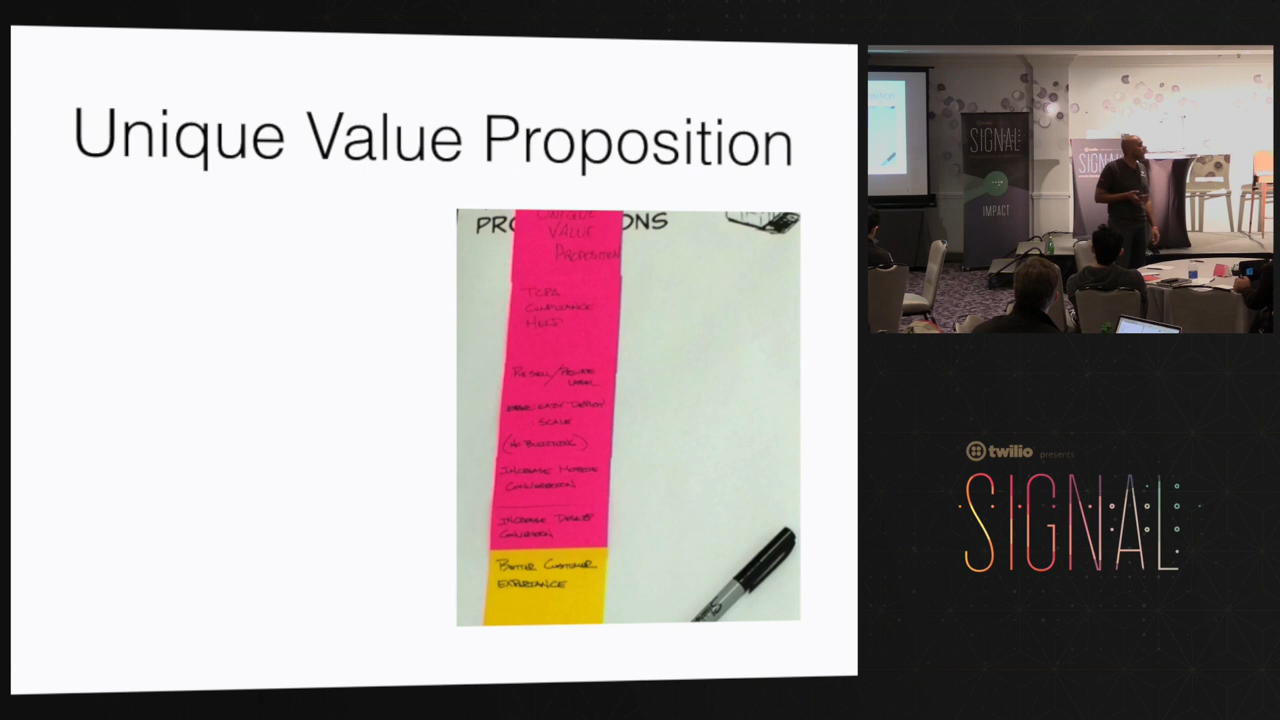 Unique Value Proposition
PRO
ONS
UNIQUE
VALUE
PROPOSITION
TCPA
COMPLIANCE
HELP
RESELL/PRIVATE
LABEL
EASY DEPLOY
SCALE
INCREASE MOBILE
CONVERSION
INCREASE DESKTOP
CONVERSION
BETTER CUSTOMER
EXPERIANCE
SIGNAL
IMPACT
twilio presents
SIGNAL